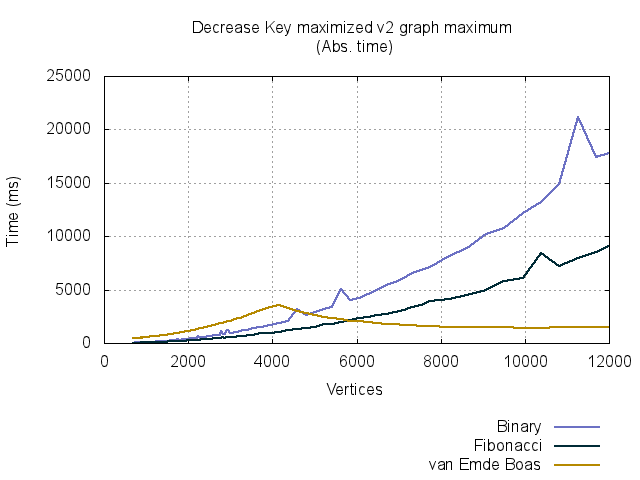 Decrease Key maximized v2 graph maximum
(Abs. time)
25000
20000
15000
10000
5000
0
Time (ms)
0 2000 4000 6000 8000 10000 12000
Vertices
Binary
Fibonacci
van Emde Boas